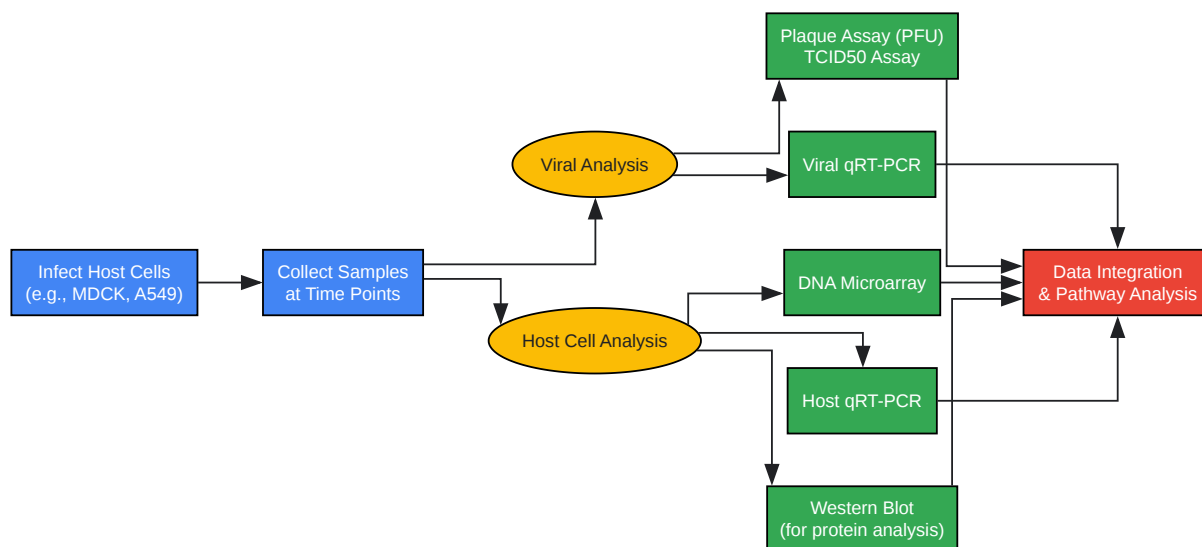 Plaque Assay (PFU)
TCID50 Assay
Viral Analysis
Viral qRT-PCR
Infect Host Cells
(e.g., MDCK, A549)
Collect Samples
at Time Points
DNA Microarray
Data Integration
& Pathway Analysis
Host Cell Analysis
Host qRT-PCR
Western Blot
(for protein analysis)